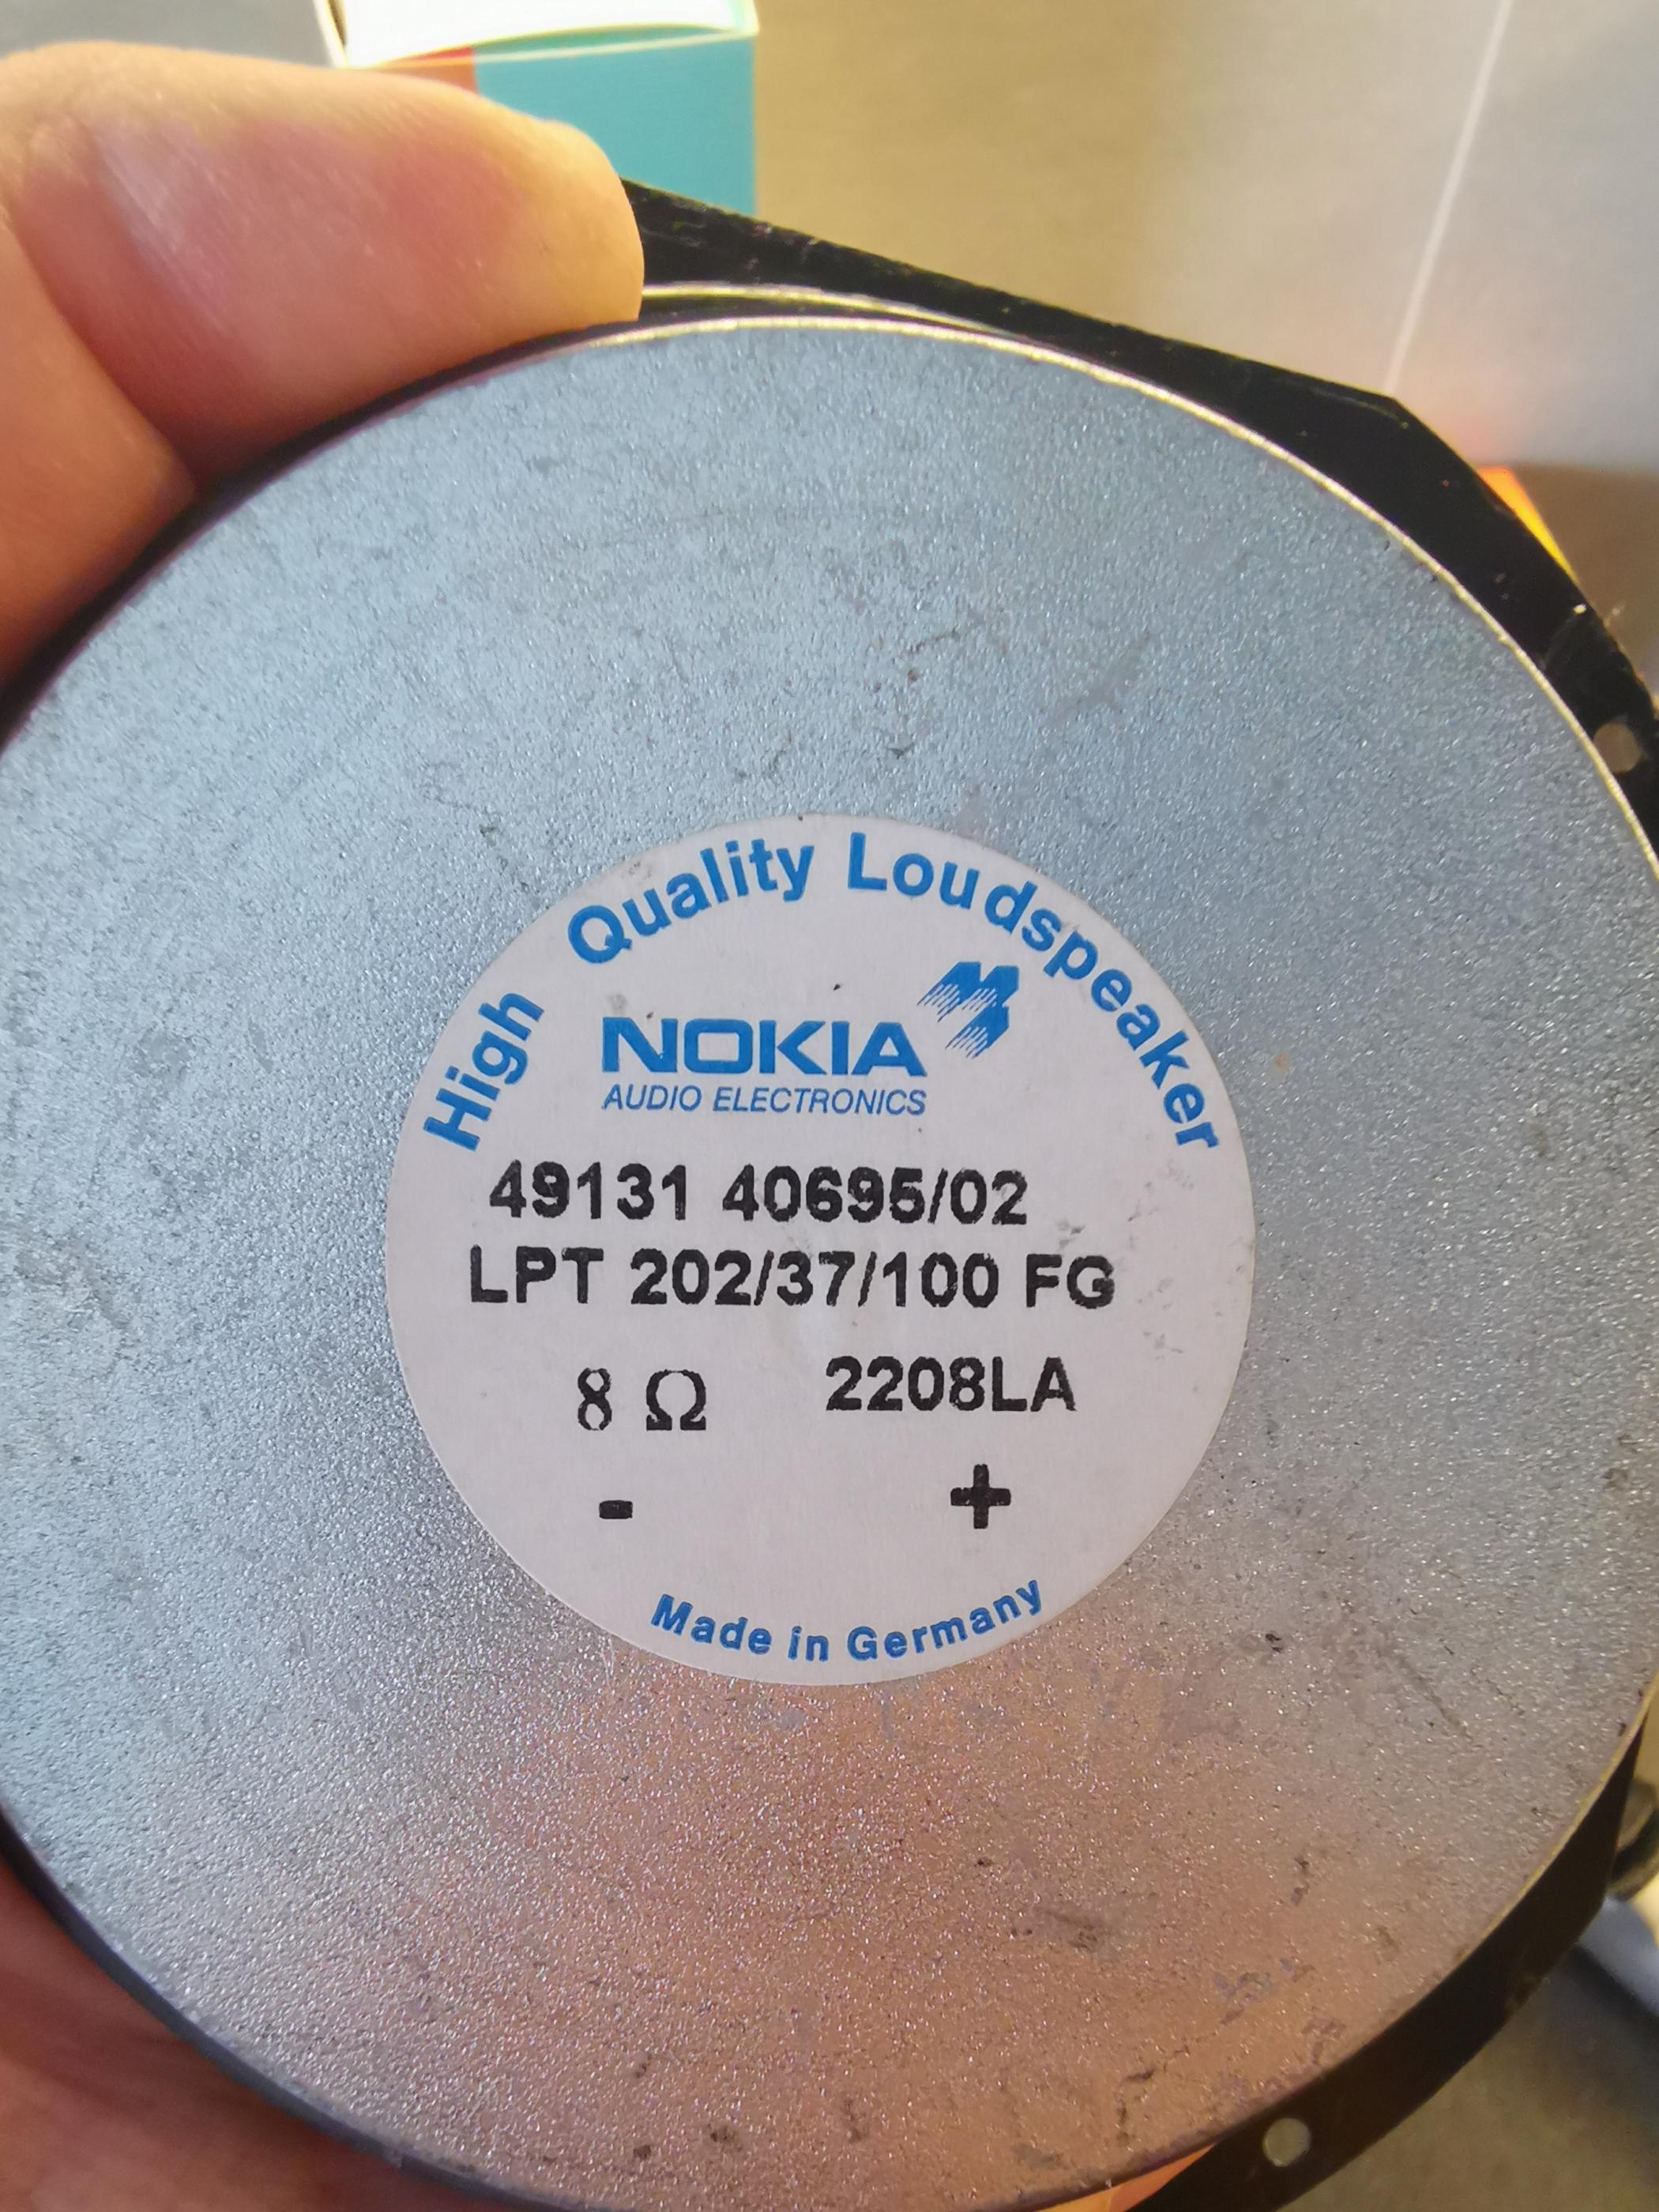 High Quality Loudspeaker
NOKIA
AUDIO ELECTRONICS
49131 40695/02
LPT 202/37/100 FG
8 Ω 2208LA
- +
Made in Germany